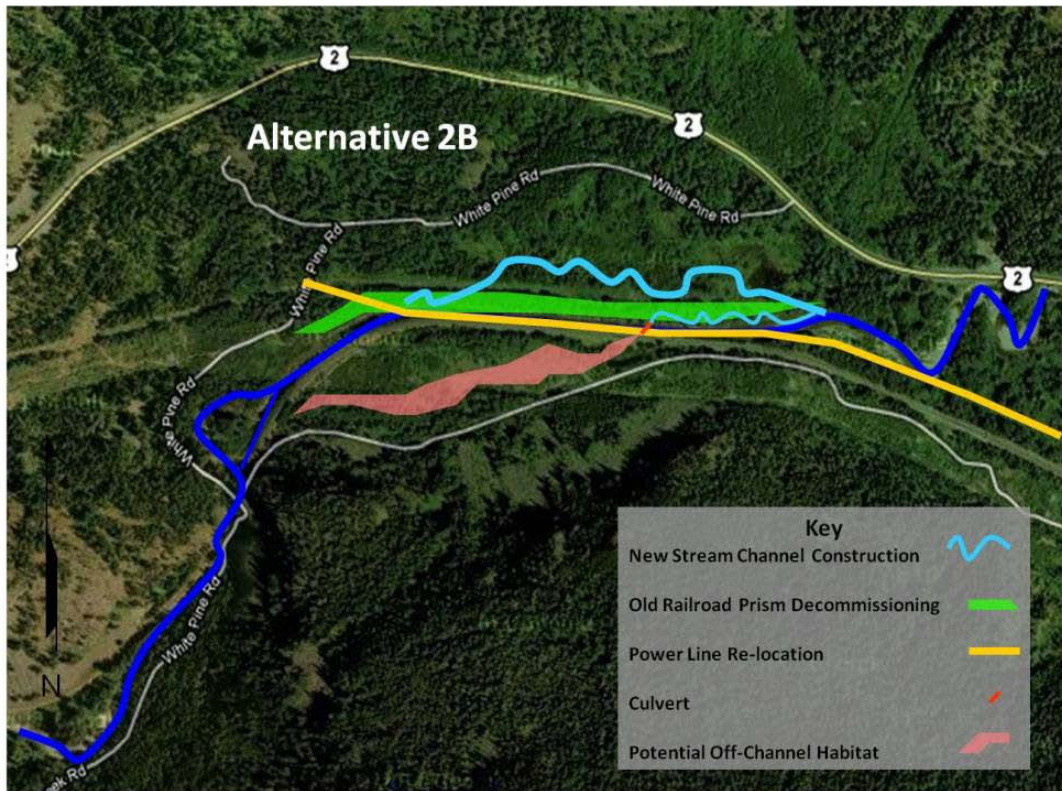 2
Alternative 2B
2
White Pine Rd
White Pine Rd
White Pine Rd
2
White Pine Rd
White Pine Rd
Key
New Stream Channel Construction
Old Railroad Prism Decommissioning
Power Line Re-location
Culvert
Potential Off-Channel Habitat
N
Rd